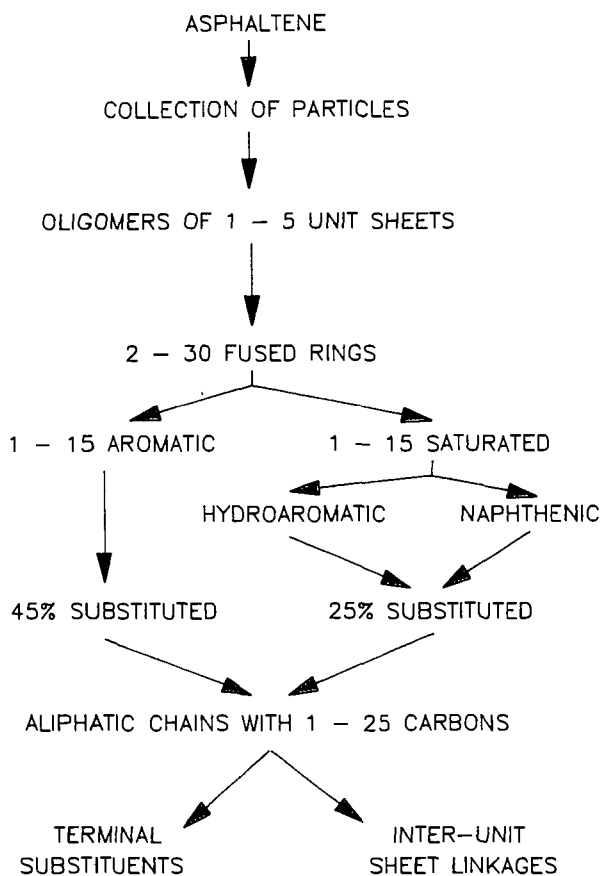 ASPHALTENE
COLLECTION OF PARTICLES
OLIGOMERS OF 1 – 5 UNIT SHEETS
2 – 30 FUSED RINGS
1 – 15 AROMATIC
1 – 15 SATURATED
HYDROAROMATIC
NAPHTHENIC
45% SUBSTITUTED
25% SUBSTITUTED
ALIPHATIC CHAINS WITH 1 – 25 CARBONS
TERMINAL
SUBSTITUENTS
INTER–UNIT
SHEET LINKAGES